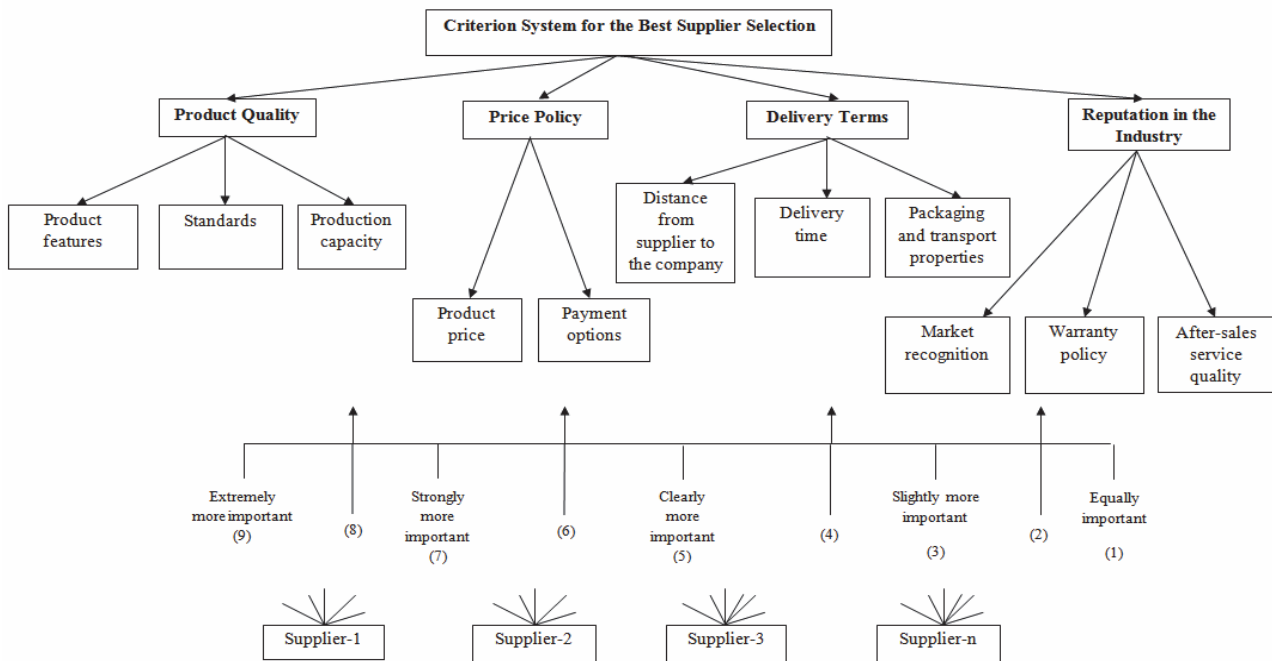 Criterion System for the Best Supplier Selection
Product Quality
Price Policy
Delivery Terms
Reputation in the
Industry
Product
features
Standards
Production
capacity
Product
price
Payment
options
Distance
from
supplier to
the company
Delivery
time
Packaging
and transport
properties
Market
recognition
Warranty
policy
After-sales
service
quality
Extremely
more important
(9)
(8)
Strongly
more
important
(7)
(6)
Clearly
more
important
(5)
(4)
Slightly more
important
(3)
(2)
Equally
important
(1)
Supplier-1
Supplier-2
Supplier-3
Supplier-n